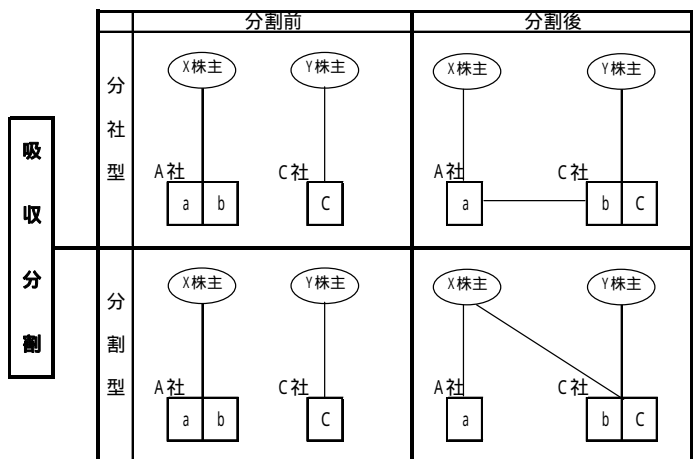 分割前 分割後
吸収分割
分社型
X株主 Y株主 X株主 Y株主
A社 C社 A社 C社
a b C a b C
分割型
X株主 Y株主 X株主 Y株主
A社 C社 A社 C社
a b C a b C